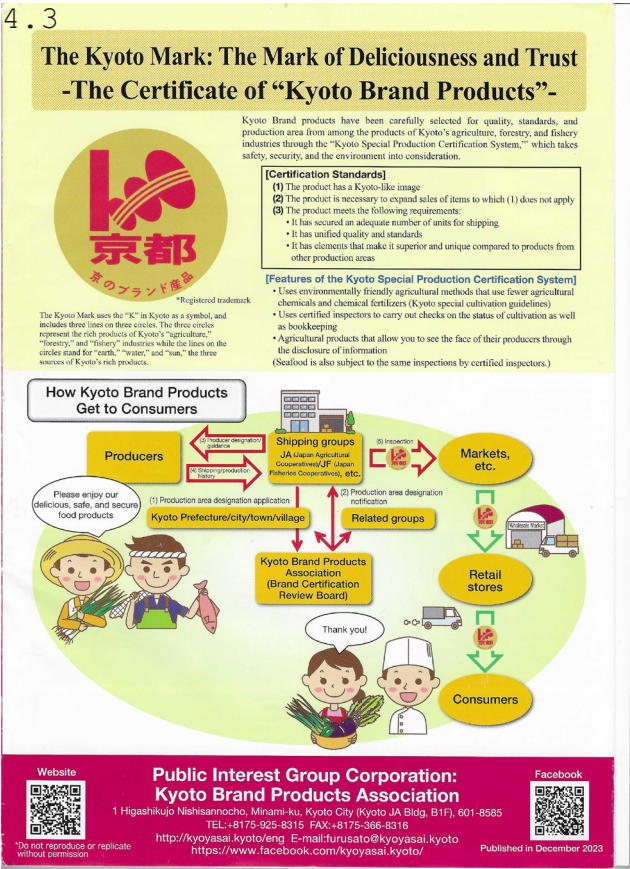 4.3
The Kyoto Mark: The Mark of Deliciousness and Trust
-The Certificate of “Kyoto Brand Products”-
Kyoto Brand products have been carefully selected for quality, standards, and
production area from among the products of Kyoto's agriculture, forestry, and fishery
industries through the “Kyoto Special Production Certification System,” which takes
safety, security, and the environment into consideration.
京都
京のブランド産品
*Registered trademark
The Kyoto Mark uses the “K” in Kyoto as a symbol, and
includes three lines on three circles. The three circles
represent the rich products of Kyoto's “agriculture,”
“forestry,” and “fishery” industries while the lines on the
circles stand for “earth,” “water,” and “sun,” the three
sources of Kyoto's rich products.
[Certification Standards]
(1) The product has a Kyoto-like image
(2) The product is necessary to expand sales of items to which (1) does not apply
(3) The product meets the following requirements:
• It has secured an adequate number of units for shipping
• It has unified quality and standards
• It has elements that make it superior and unique compared to products from
other production areas
[Features of the Kyoto Special Production Certification System]
• Uses environmentally friendly agricultural methods that use fewer agricultural
chemicals and chemical fertilizers (Kyoto special cultivation guidelines)
• Uses certified inspectors to carry out checks on the status of cultivation as well
as bookkeeping
• Agricultural products that allow you to see the face of their producers through
the disclosure of information
(Seafood is also subject to the same inspections by certified inspectors.)
How Kyoto Brand Products
Get to Consumers
Producers
(3) Producer designation/
guidance
(4) Shipping/production
history
Shipping groups
JA (Japan Agricultural
Cooperatives)/JF (Japan
Fisheries Cooperatives), etc.
(5) Inspection
Markets,
etc.
Please enjoy our
delicious, safe, and secure
food products
(1) Production area designation application
(2) Production area designation
notification
Kyoto Prefecture/city/town/village
Related groups
Wholesale Market
Kyoto Brand Products
Association
(Brand Certification
Review Board)
Retail
stores
Thank you!
Consumers
Website
*Do not reproduce or replicate
without permission
Public Interest Group Corporation:
Kyoto Brand Products Association
1 Higashikujo Nishisannocho, Minami-ku, Kyoto City (Kyoto JA Bldg, B1F), 601-8585
TEL:+8175-925-8315 FAX:+8175-366-8316
http://kyoyasai.kyoto/eng E-mail:furusato@kyoyasai.kyoto
https://www.facebook.com/kyoyasai.kyoto/
Facebook
Published in December 2023